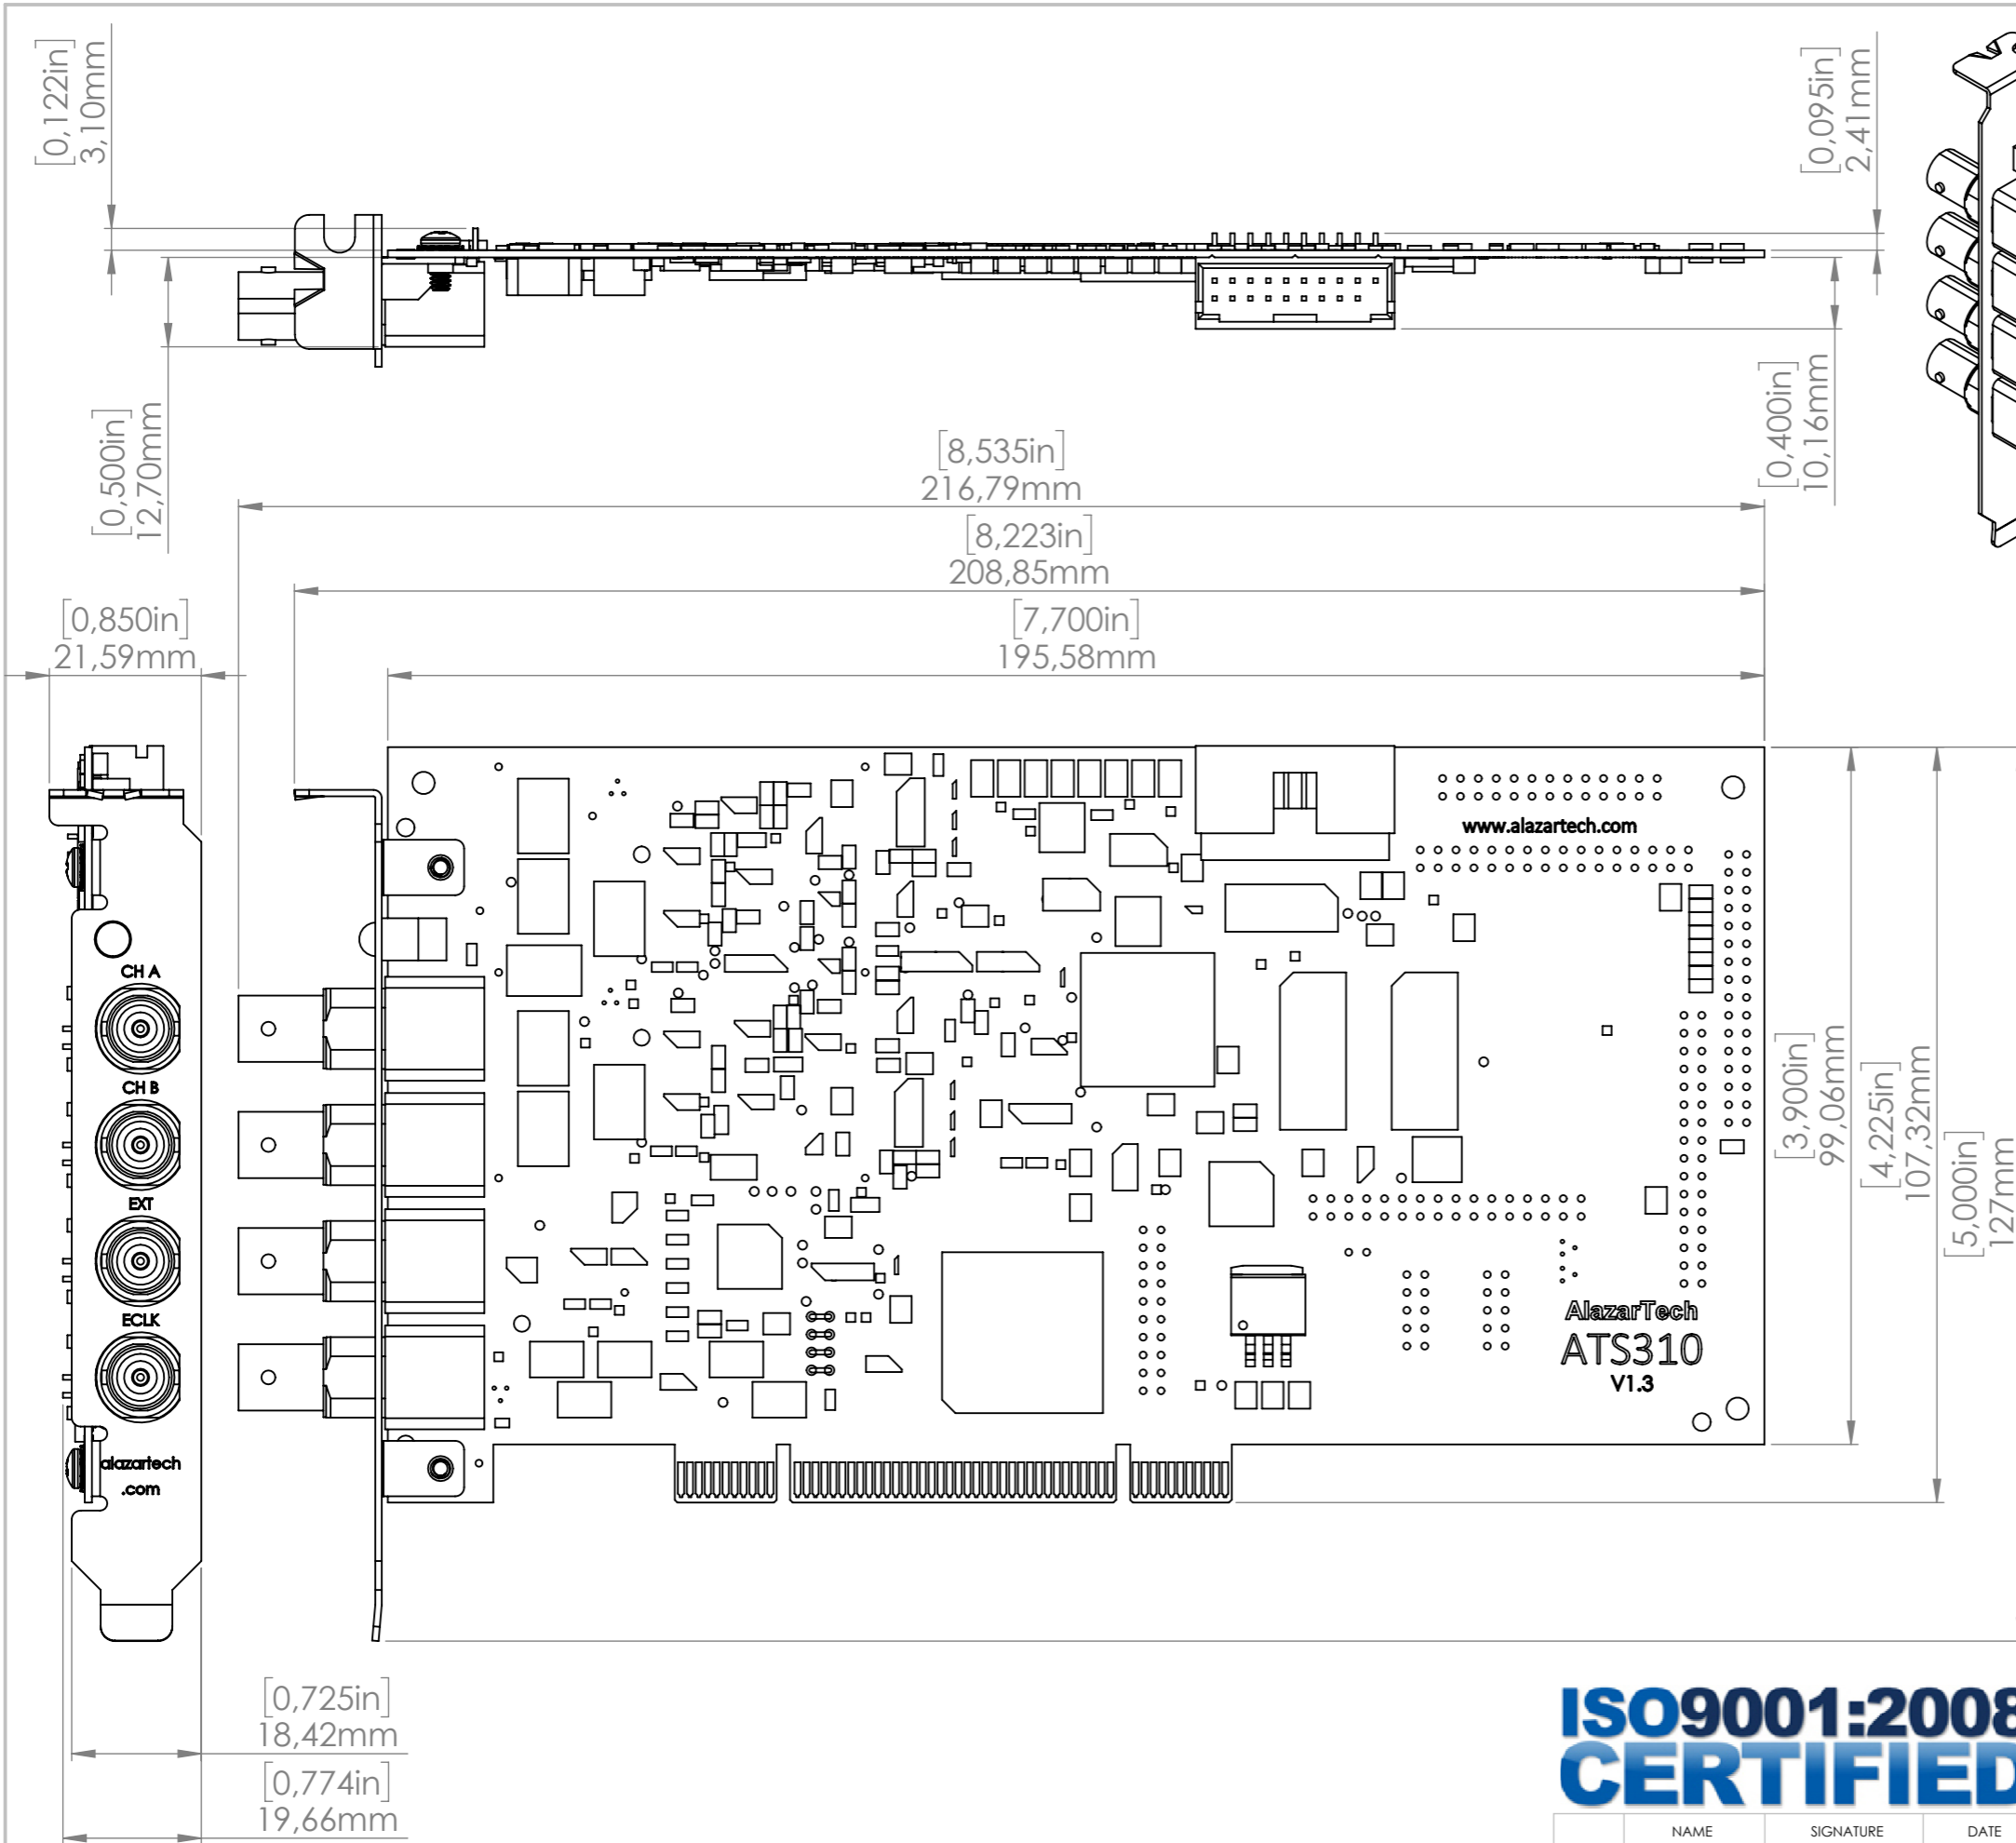 [0,122in]
3,10mm
[0,095in]
2,41mm
[0,500in]
12,70mm
[0,400in]
10,16mm
[8,535in]
216,79mm
[8,223in]
208,85mm
[7,700in]
195,58mm
[0,850in]
21,59mm
www.alazartech.com
CH A
CH B
EXT
ECLK
alazartech
.com
[3,900in]
99,06mm
[4,225in]
107,32mm
[5,000in]
127mm
AlazarTech
ATS310
V1.3
[0,725in]
18,42mm
[0,774in]
19,66mm
ISO9001:2008
CERTIFIED
NAME SIGNATURE DATE